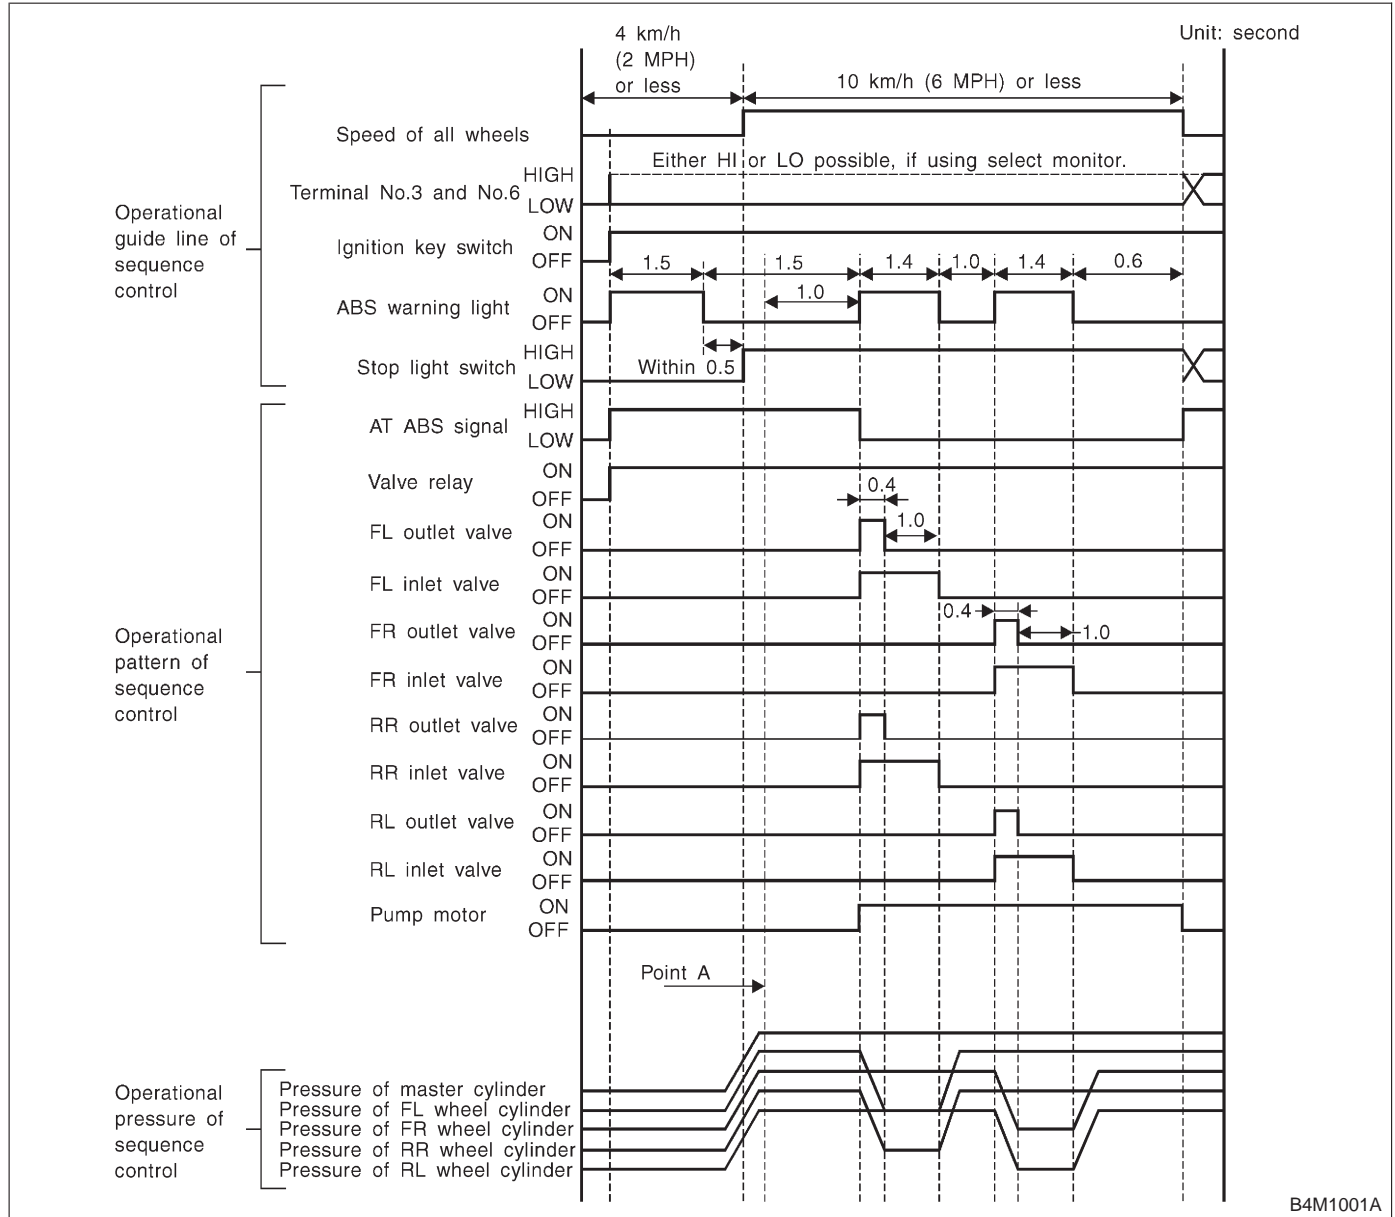 4 km/h
(2 MPH)
or less
Unit: second
10 km/h (6 MPH) or less
Speed of all wheels
Either HI or LO possible, if using select monitor.
Terminal No.3 and No.6
HIGH
LOW
Operational
guide line of
sequence
control
Ignition key switch
ON
OFF
1.5
1.5
1.4
1.0
1.4
0.6
ABS warning light
ON
OFF
1.0
Stop light switch
HIGH
LOW
Within 0.5
AT ABS signal
HIGH
LOW
Valve relay
ON
OFF
0.4
FL outlet valve
ON
OFF
1.0
FL inlet valve
ON
OFF
Operational
pattern of
sequence
control
0.4
FR outlet valve
ON
OFF
1.0
FR inlet valve
ON
OFF
RR outlet valve
ON
OFF
RR inlet valve
ON
OFF
RL outlet valve
ON
OFF
RL inlet valve
ON
OFF
Pump motor
ON
OFF
Point A
Operational
pressure of
sequence
control
Pressure of master cylinder
Pressure of FL wheel cylinder
Pressure of FR wheel cylinder
Pressure of RR wheel cylinder
Pressure of RL wheel cylinder
B4M1001A